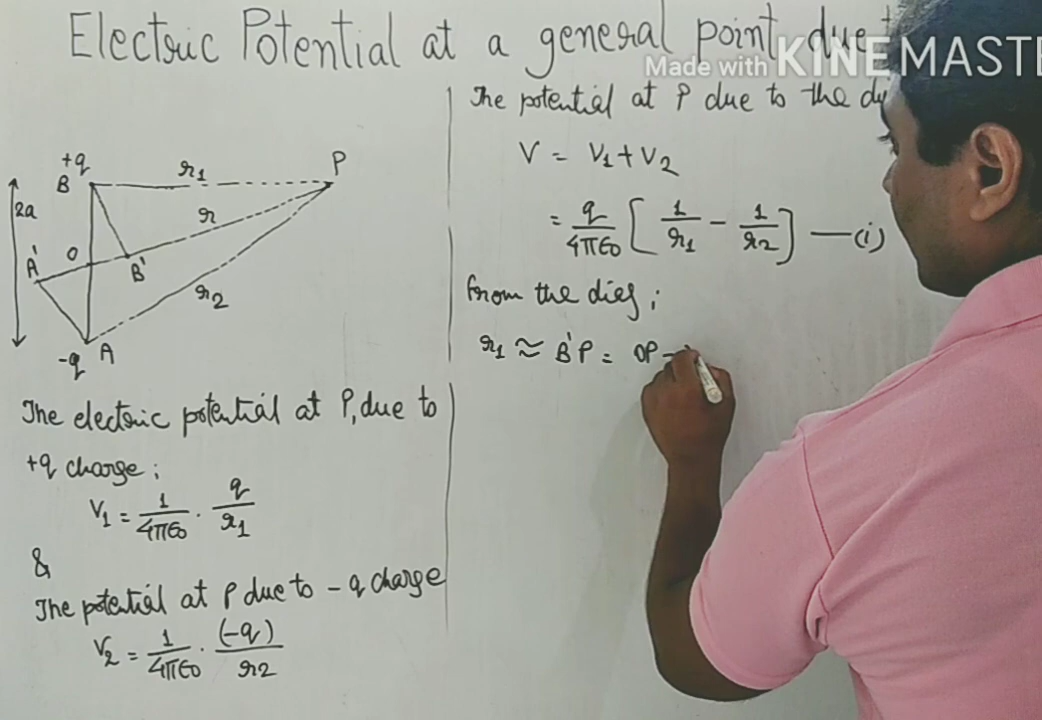 Electric Potential at a general point due
Made with KINEMASTE
+q
B
r1
P
2a
r
A'
O
B'
r2
-q A
The electric potential at P, due to
+q charge;
V1 = 1/4πϵ0 . q/r1
&
The potential at P due to - q charge
V2 = 1/4πϵ0 . (-q)/r2
The potential at P due to the
V = V1 + V2
= q/4πϵ0 [ 1/r1 - 1/r2 ] —(i)
from the dieg;
r1 ≈ B'P = OP -